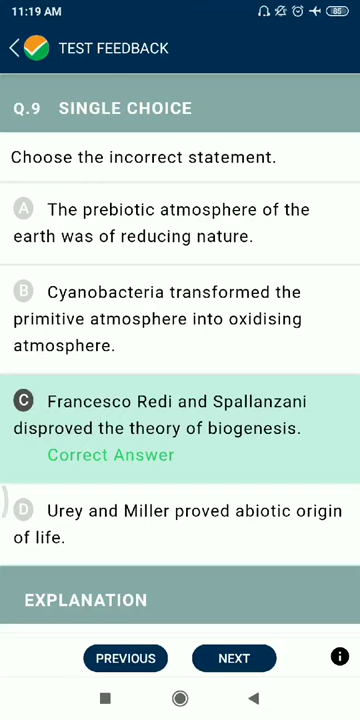 11:19 AM
85
TEST FEEDBACK
Q.9 SINGLE CHOICE
Choose the incorrect statement.
A The prebiotic atmosphere of the
earth was of reducing nature.
B Cyanobacteria transformed the
primitive atmosphere into oxidising
atmosphere.
C Francesco Redi and Spallanzani
disproved the theory of biogenesis.
Correct Answer
D Urey and Miller proved abiotic origin
of life.
EXPLANATION
PREVIOUS NEXT